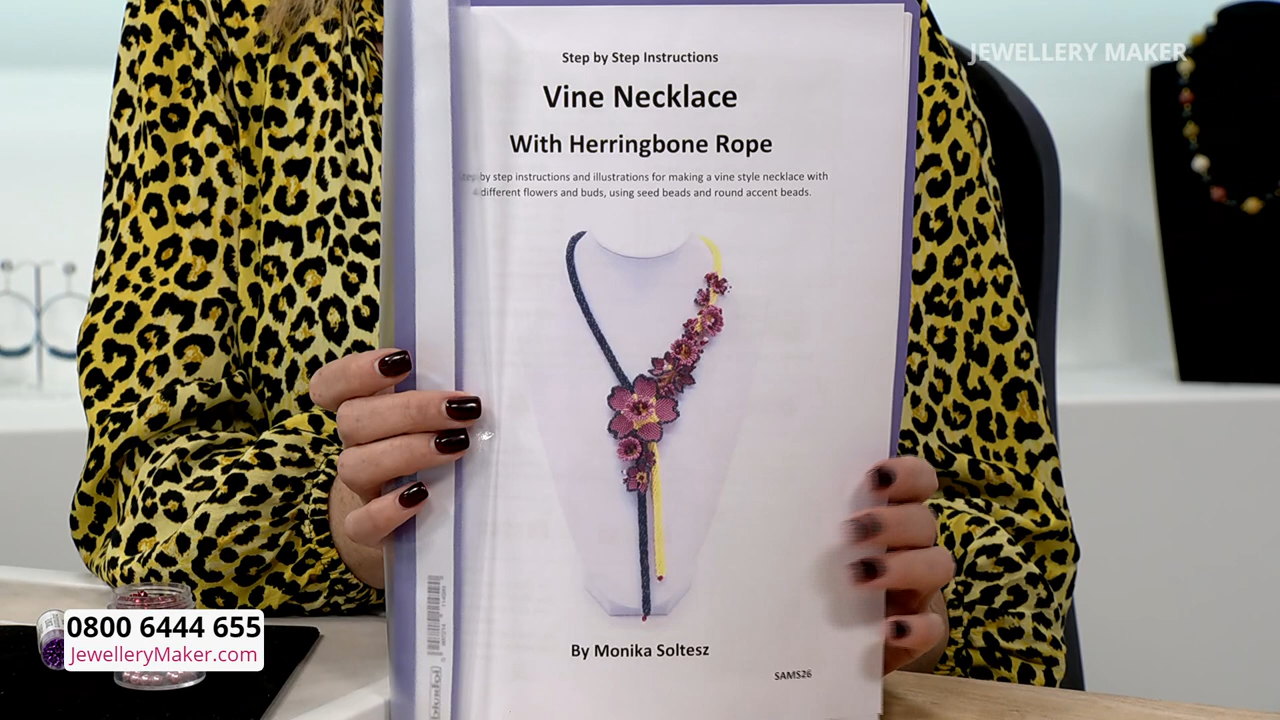 JEWELLERY MAKER
Step by Step Instructions
Vine Necklace
With Herringbone Rope
by step instructions and illustrations for making a vine style necklace with
different flowers and buds, using seed beads and round accent beads.
By Monika Soltesz
SAMS26
0800 6444 655
JewelleryMaker.com